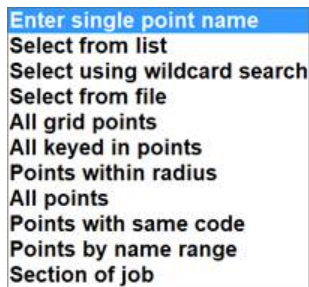 Enter single point name
Select from list
Select using wildcard search
Select from file
All grid points
All keyed in points
Points within radius
All points
Points with same code
Points by name range
Section of job